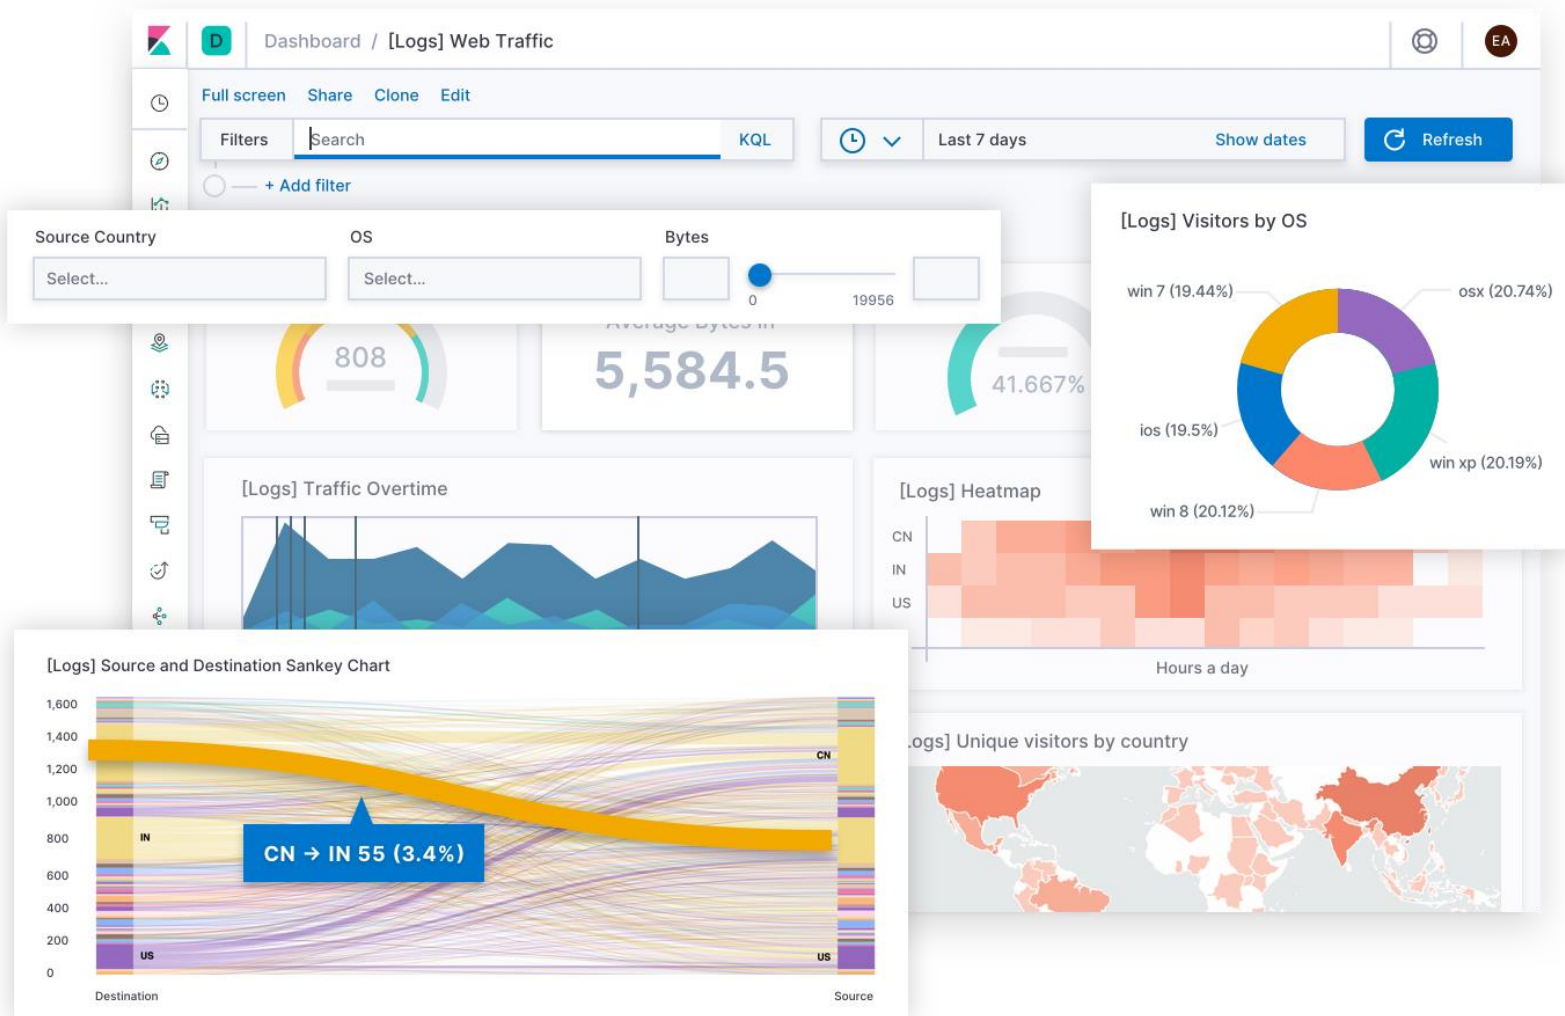 D Dashboard / [Logs] Web Traffic EA
Full screen Share Clone Edit
Filters Search KQL Last 7 days Show dates Refresh
+ Add filter
Source Country OS Bytes
Select... Select...
0 19956
[Logs] Visitors by OS
win 7 (19.44%) osx (20.74%)
ios (19.5%)
win xp (20.19%)
win 8 (20.12%)
808
Average Bytes In
5,584.5
41.667%
[Logs] Traffic Overtime
[Logs] Heatmap
CN
IN
US
Hours a day
[Logs] Source and Destination Sankey Chart
1,600
1,400
1,200
1,000
800
600
400
200
0
CN
IN
CN → IN 55 (3.4%)
US US
Destination Source
ogs] Unique visitors by country